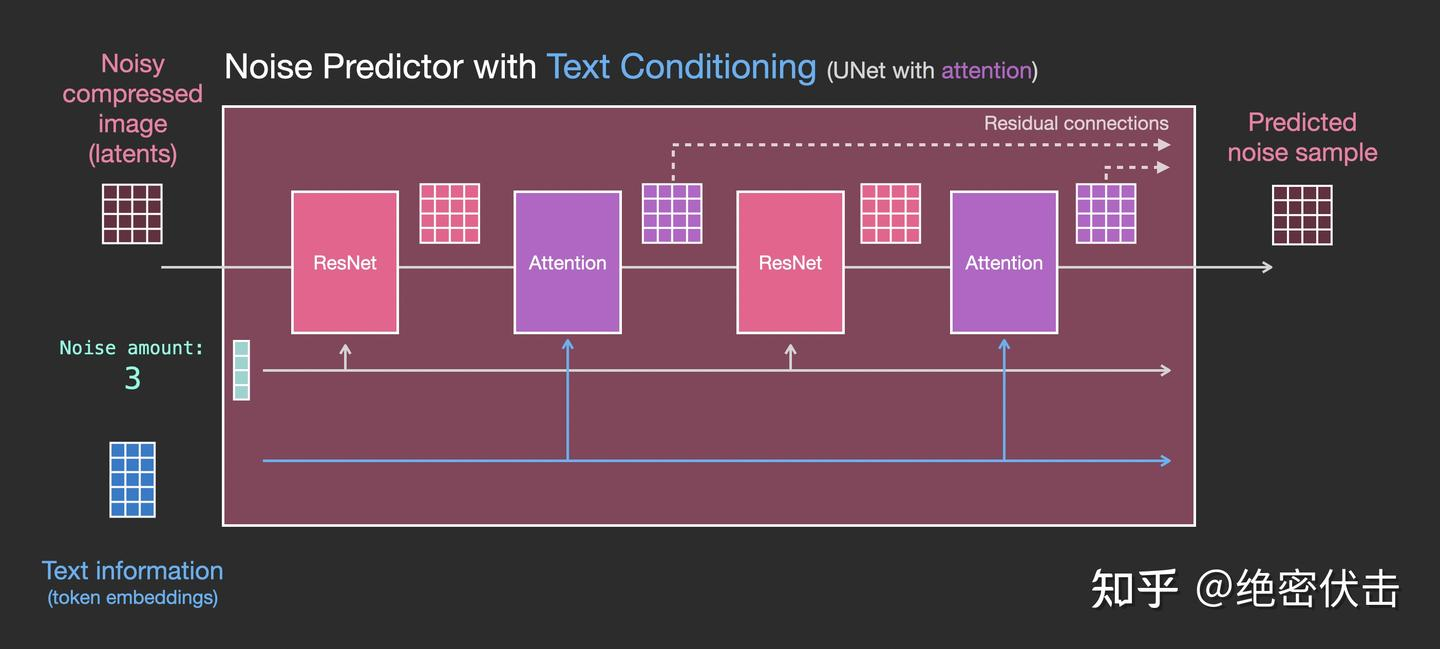 Noise Predictor with Text Conditioning (UNet with attention)
Noisy
compressed
image
(latents)
Residual connections
Predicted
noise sample
ResNet
Attention
ResNet
Attention
Noise amount:
3
Text information
(token embeddings)
知乎 @绝密伏击